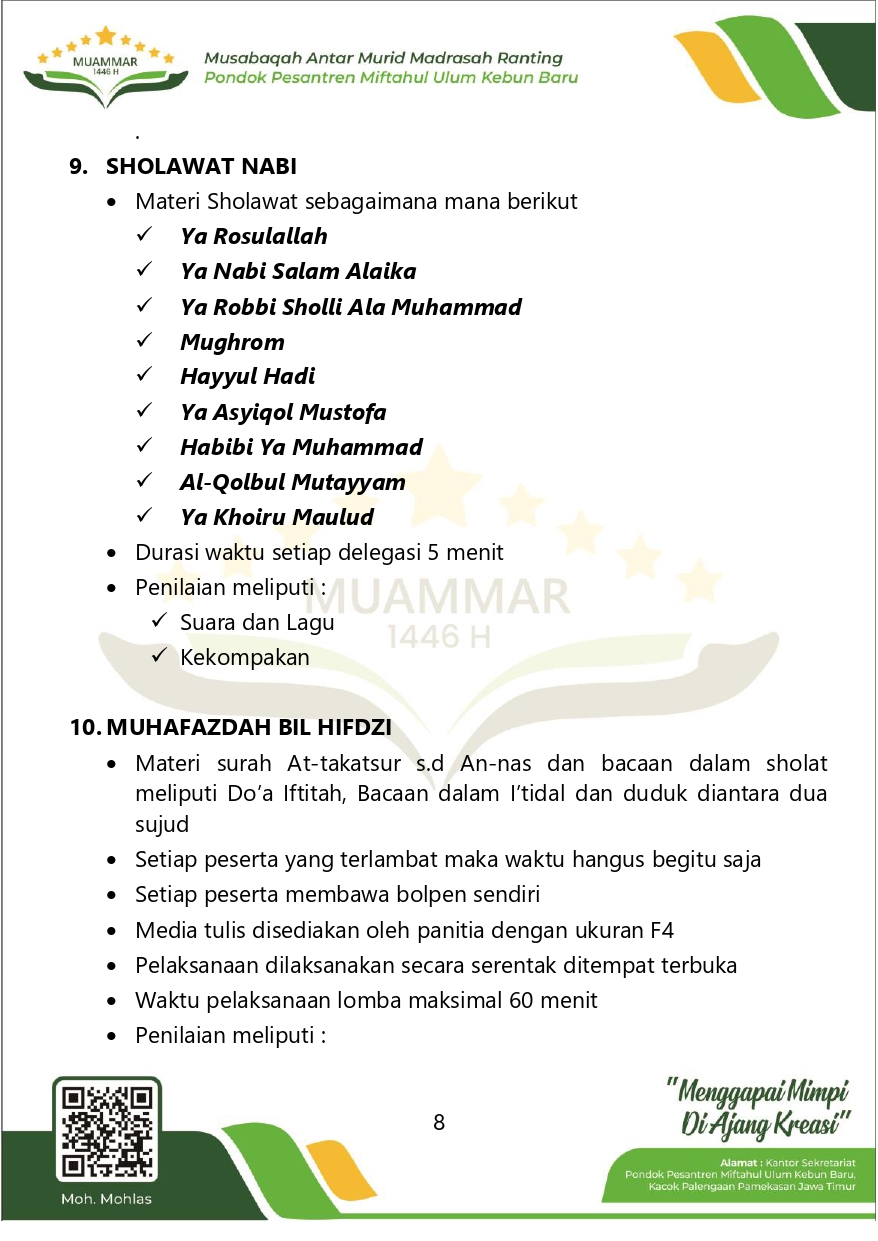 MUAMMAR
1446 H
Musabaqah Antar Murid Madrasah Ranting
Pondok Pesantren Miftahul Ulum Kebun Baru
.
9. SHOLAWAT NABI
• Materi Sholawat sebagaimana mana berikut
✓ Ya Rosulallah
✓ Ya Nabi Salam Alaika
✓ Ya Robbi Sholli Ala Muhammad
✓ Mughrom
✓ Hayyul Hadi
✓ Ya Asyiqol Mustofa
✓ Habibi Ya Muhammad
✓ Al-Qolbul Mutayyam
✓ Ya Khoiru Maulud
• Durasi waktu setiap delegasi 5 menit
• Penilaian meliputi :
MUAMMAR
1446 H
✓ Suara dan Lagu
✓ Kekompakan
10. MUHAFAZDAH BIL HIFDZI
• Materi surah At-takatsur s.d An-nas dan bacaan dalam sholat
meliputi Do’a Iftitah, Bacaan dalam I’tidal dan duduk diantara dua
sujud
• Setiap peserta yang terlambat maka waktu hangus begitu saja
• Setiap peserta membawa bolpen sendiri
• Media tulis disediakan oleh panitia dengan ukuran F4
• Pelaksanaan dilaksanakan secara serentak ditempat terbuka
• Waktu pelaksanaan lomba maksimal 60 menit
• Penilaian meliputi :
8
"Menggapai Mimpi
Di Ajang Kreasi"
Alamat : Kantor Sekretariat
Pondok Pesantren Miftahul Ulum Kebun Baru,
Kacok Palengaan Pamekasan Jawa Timur
Moh. Mohlas